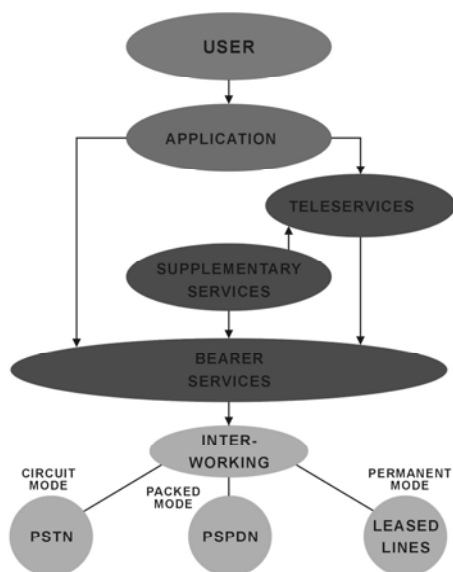 USER
APPLICATION
TELESERVICES
SUPPLEMENTARY
SERVICES
BEARER
SERVICES
INTER-
WORKING
CIRCUIT
MODE
PACKED
MODE
PERMANENT
MODE
PSTN
PSPDN
LEASED
LINES